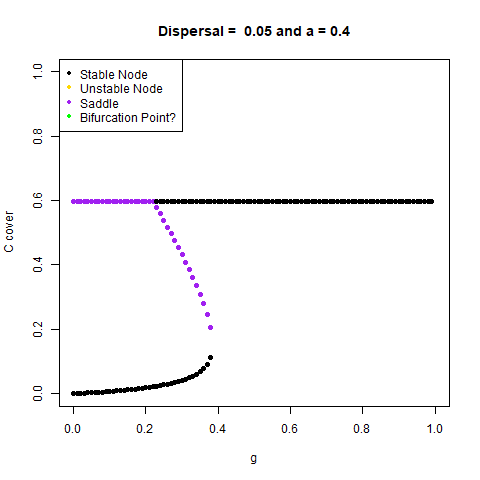 Dispersal =  0.05 and a = 0.4
Stable Node
Unstable Node
Saddle
Bifurcation Point?
C cover
1.0
0.8
0.6
0.4
0.2
0.0
0.0 0.2 0.4 0.6 0.8 1.0
g